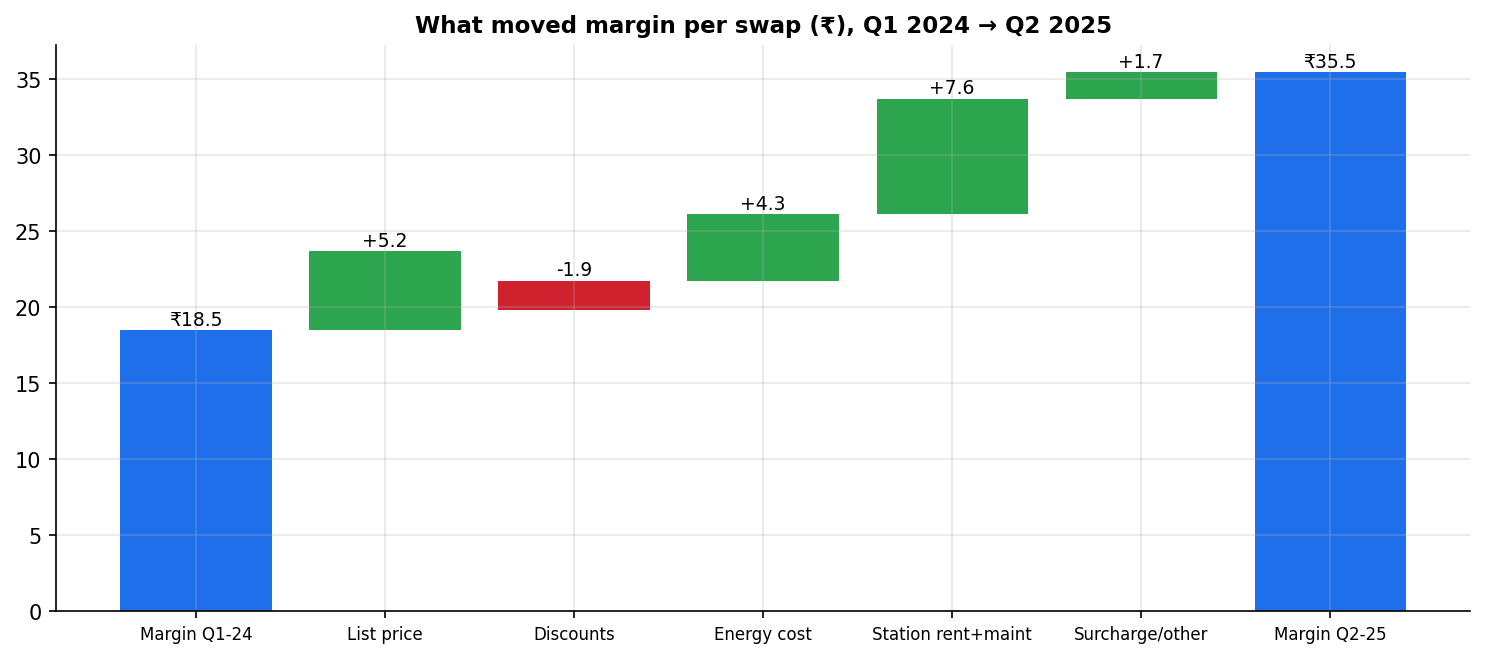 What moved margin per swap (₹), Q1 2024 → Q2 2025
35
30
25
20
15
10
5
0
₹18.5
+5.2
-1.9
+4.3
+7.6
+1.7
₹35.5
Margin Q1-24
List price
Discounts
Energy cost
Station rent+maint
Surcharge/other
Margin Q2-25